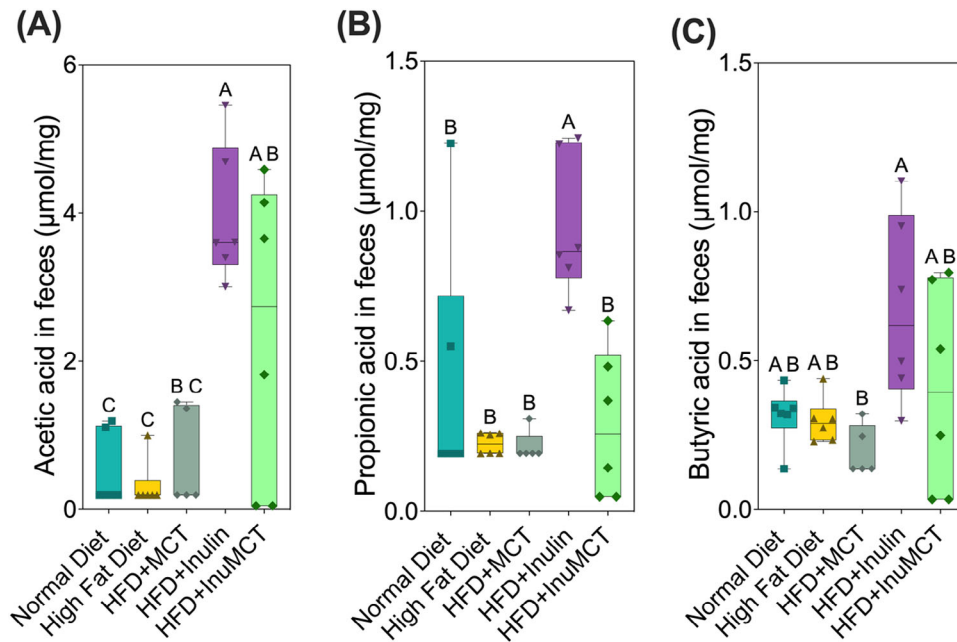 (A)
Acetic acid in feces (μmol/mg)
6
4
2
0
C
C
B C
A
A B
Normal Diet
High Fat Diet
HFD+MCT
HFD+Inulin
HFD+InuMCT
(B)
Propionic acid in feces (μmol/mg)
1.5
1.0
0.5
0.0
B
B
B
A
B
Normal Diet
High Fat Diet
HFD+MCT
HFD+Inulin
HFD+InuMCT
(C)
Butyric acid in feces (μmol/mg)
1.5
1.0
0.5
0.0
A B
A B
B
A
A B
Normal Diet
High Fat Diet
HFD+MCT
HFD+Inulin
HFD+InuMCT